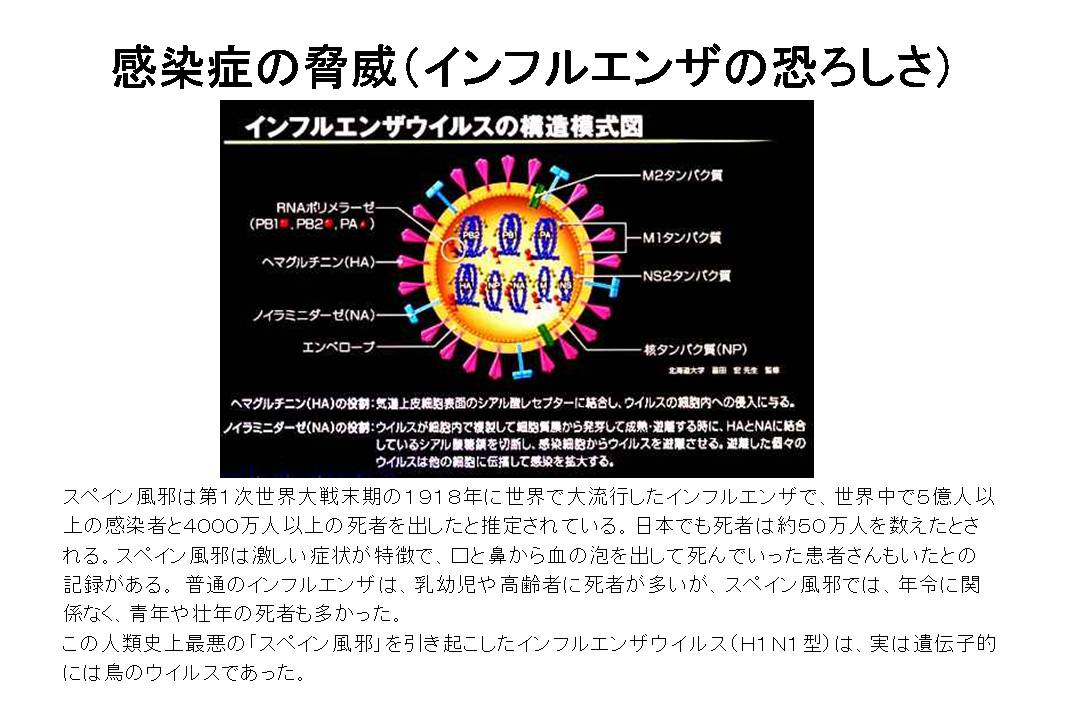 感染症の脅威（インフルエンザの恐ろしさ）
インフルエンザウイルスの構造模式図
M2タンパク質
RNAポリメラーゼ
（PB1■，PB2●，PA▲）
M1タンパク質
ヘマグルチニン（HA）
NS2タンパク質
ノイラミニダーゼ（NA）
エンベロープ
核タンパク質（NP）
PB2 PB1 PA
HA NP NA M NS
北海道大学 喜田 宏 先生 監修
ヘマグルチニン（HA）の役割：気道上皮細胞表面のシアル酸レセプターに結合し、ウイルスの細胞内への侵入に与る。
ノイラミニダーゼ（NA）の役割：ウイルスが細胞内で複製して細胞質膜から発芽して成熟・遊離する時に、HAとNAに結合
しているシアル酸糖鎖を切断し、感染細胞からウイルスを遊離させる。遊離した個々の
ウイルスは他の細胞に伝播して感染を拡大する。
スペイン風邪は第１次世界大戦末期の１９１８年に世界で大流行したインフルエンザで、世界中で５億人以
上の感染者と4000万人以上の死者を出したと推定されている。日本でも死者は約５０万人を数えたとさ
れる。スペイン風邪は激しい症状が特徴で、口と鼻から血の泡を出して死んでいった患者さんもいたとの
記録がある。 普通のインフルエンザは、乳幼児や高齢者に死者が多いが、スペイン風邪では、年令に関
係なく、青年や壮年の死者も多かった。
この人類史上最悪の「スペイン風邪」を引き起こしたインフルエンザウイルス（Ｈ１Ｎ１型）は、実は遺伝子的
には鳥のウイルスであった。